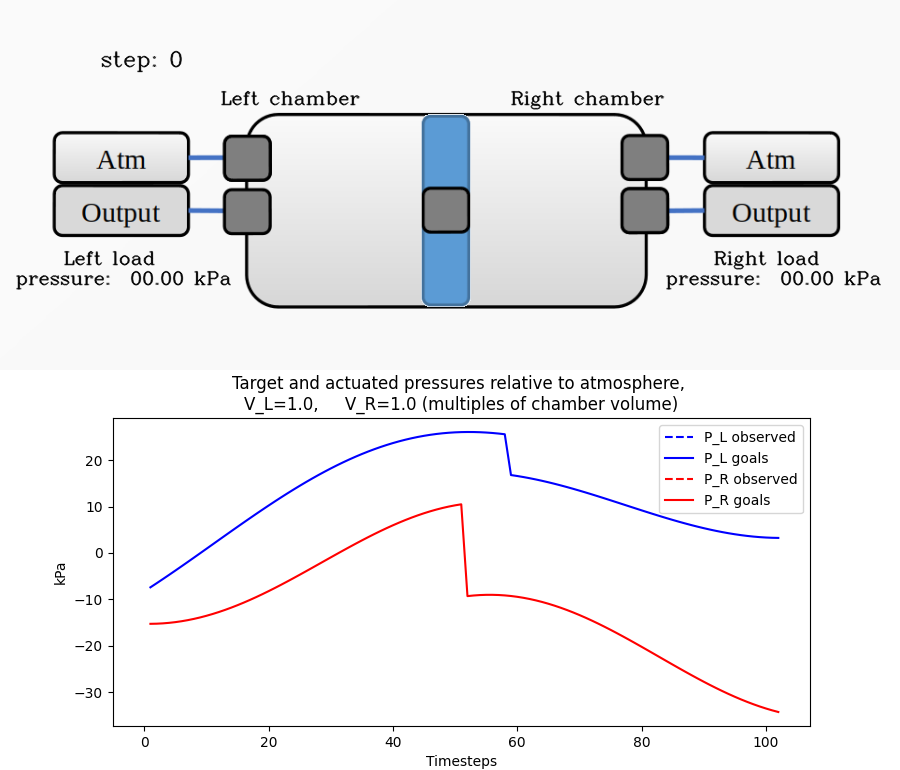 step: 0
Left chamber
Right chamber
Atm
Output
Left load
pressure: 00.00 kPa
Atm
Output
Right load
pressure: 00.00 kPa
Target and actuated pressures relative to atmosphere,
V_L=1.0, V_R=1.0 (multiples of chamber volume)
P_L observed
P_L goals
P_R observed
P_R goals
kPa
20
10
0
−10
−20
−30
0 20 40 60 80 100
Timesteps